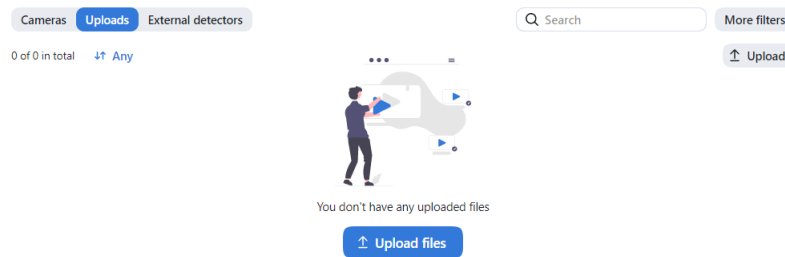 Cameras Uploads External detectors Search More filters
0 of 0 in total Any Upload
You don't have any uploaded files
Upload files